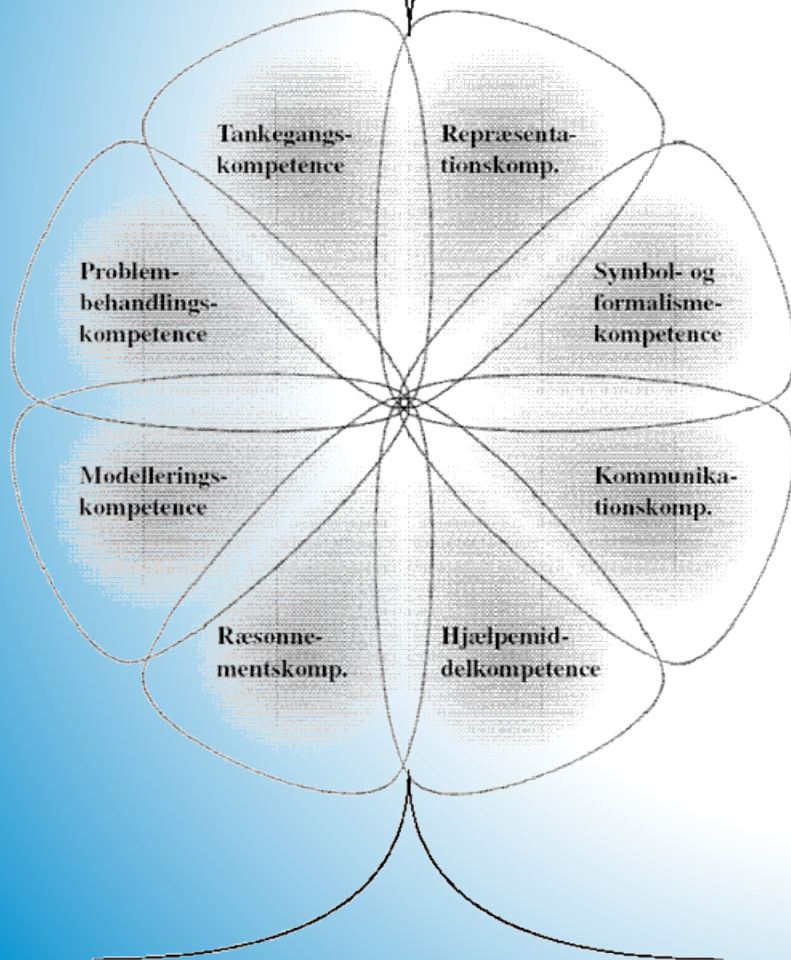 Tankegangs-
kompetence
Repræsenta-
tionskomp.
Problem-
behandlings-
kompetence
Symbol- og
formalisme-
kompetence
Modellerings-
kompetence
Kommunika-
tionskomp.
Ræsonne-
mentskomp.
Hjælpemid-
delkompetence